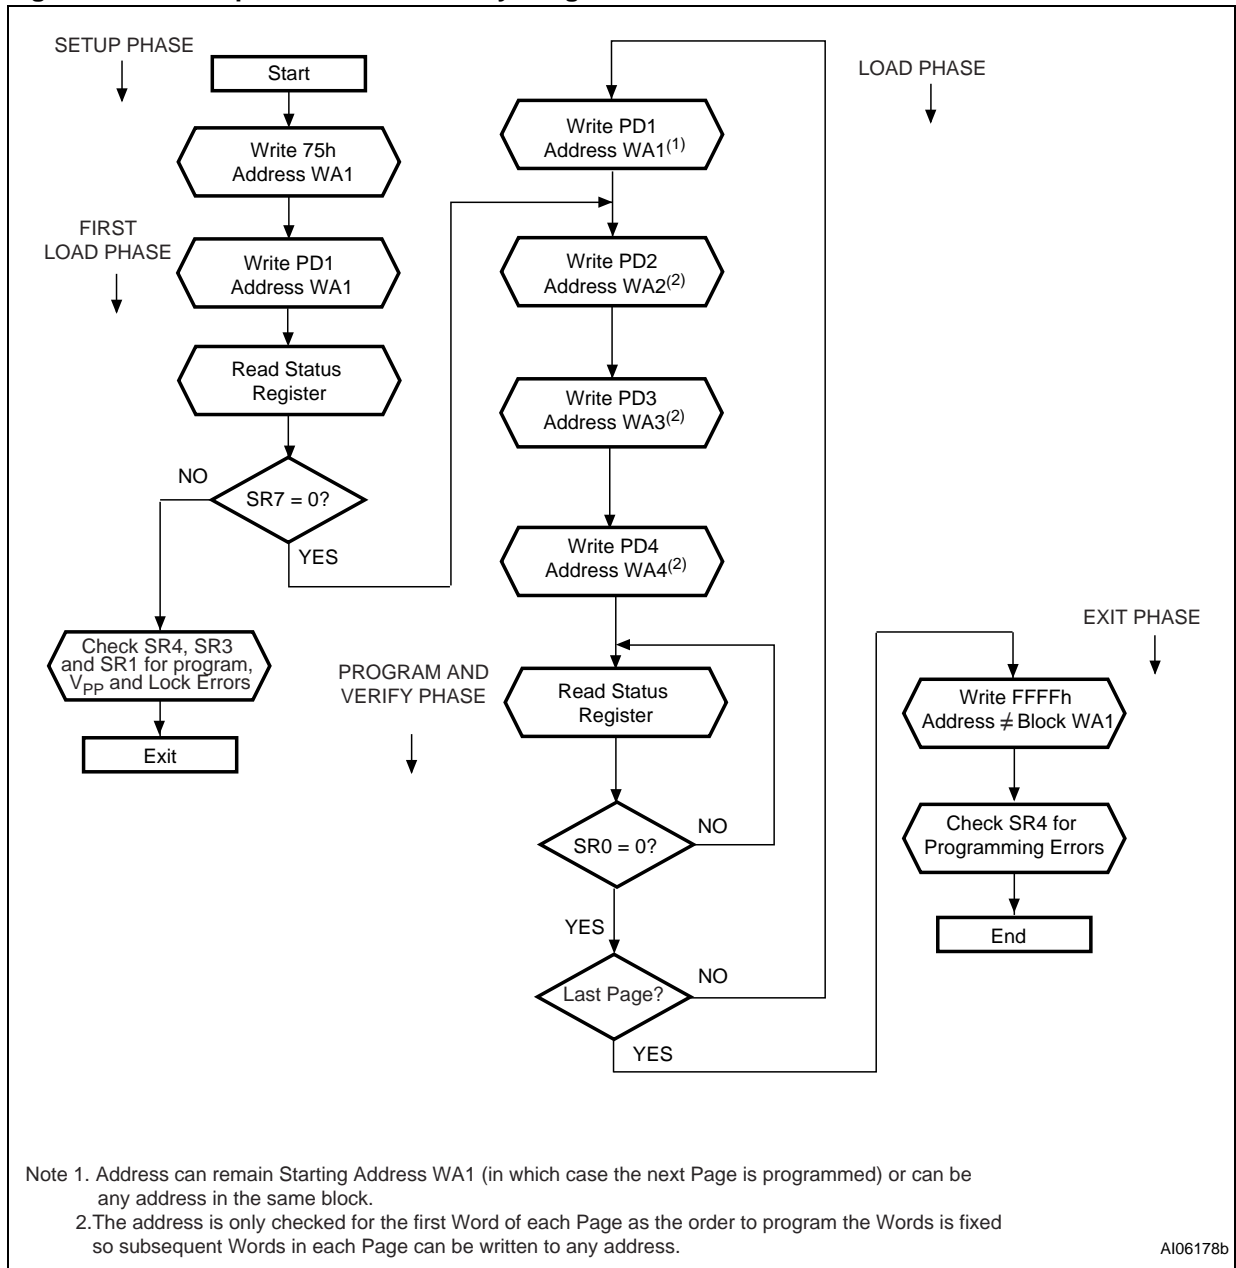 SETUP PHASE
Start
Write 75h
Address WA1
FIRST
LOAD PHASE
Write PD1
Address WA1
Read Status
Register
NO
SR7 = 0?
YES
Check SR4, SR3
and SR1 for program,
VPP and Lock Errors
Exit
LOAD PHASE
Write PD1
Address WA1(1)
Write PD2
Address WA2(2)
Write PD3
Address WA3(2)
Write PD4
Address WA4(2)
PROGRAM AND
VERIFY PHASE
Read Status
Register
NO
SR0 = 0?
YES
NO
Last Page?
YES
EXIT PHASE
Write FFFFh
Address ≠ Block WA1
Check SR4 for
Programming Errors
End
Note 1. Address can remain Starting Address WA1 (in which case the next Page is programmed) or can be
any address in the same block.
2.The address is only checked for the first Word of each Page as the order to program the Words is fixed
so subsequent Words in each Page can be written to any address.
AI06178b